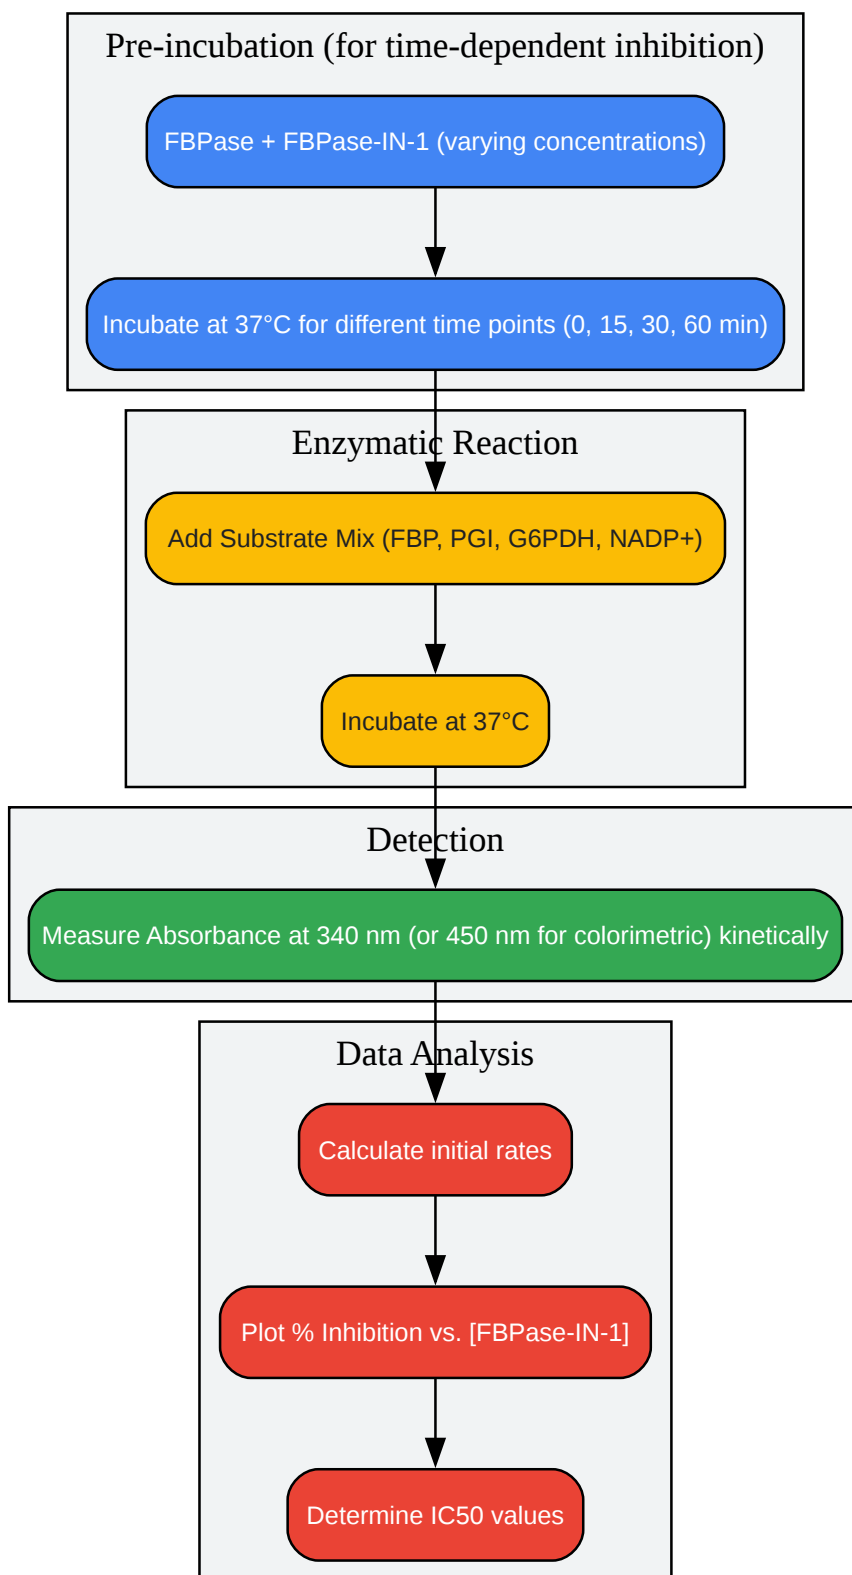 Pre-incubation (for time-dependent inhibition)
FBPase + FBPase-IN-1 (varying concentrations)
Incubate at 37°C for different time points (0, 15, 30, 60 min)
Enzymatic Reaction
Add Substrate Mix (FBP, PGI, G6PDH, NADP+)
Incubate at 37°C
Detection
Measure Absorbance at 340 nm (or 450 nm for colorimetric) kinetically
Data Analysis
Calculate initial rates
Plot % Inhibition vs. [FBPase-IN-1]
Determine IC50 values